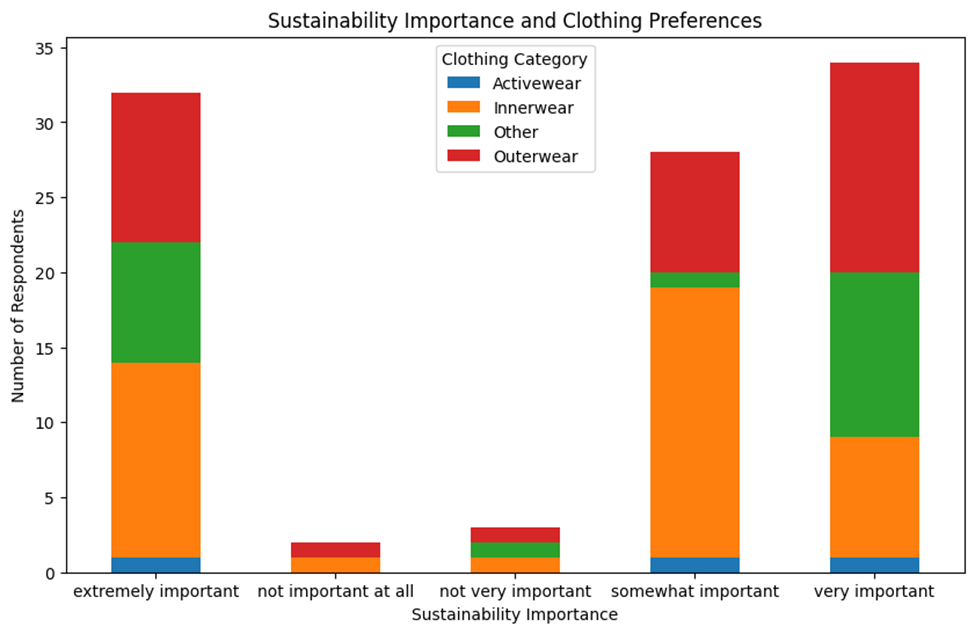 Sustainability Importance and Clothing Preferences
Clothing Category
Activewear
Innerwear
Other
Outerwear
Number of Respondents
35
30
25
20
15
10
5
0
extremely important
not important at all
not very important
somewhat important
very important
Sustainability Importance